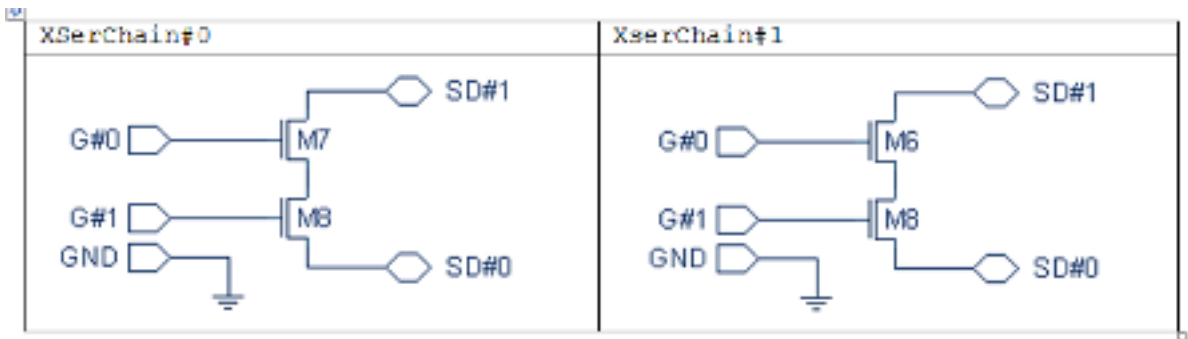 XSerChain#0
XserChain#1
SD#1
G#0
M7
G#1
M8
GND
SD#0
SD#1
G#0
M6
G#1
M8
GND
SD#0